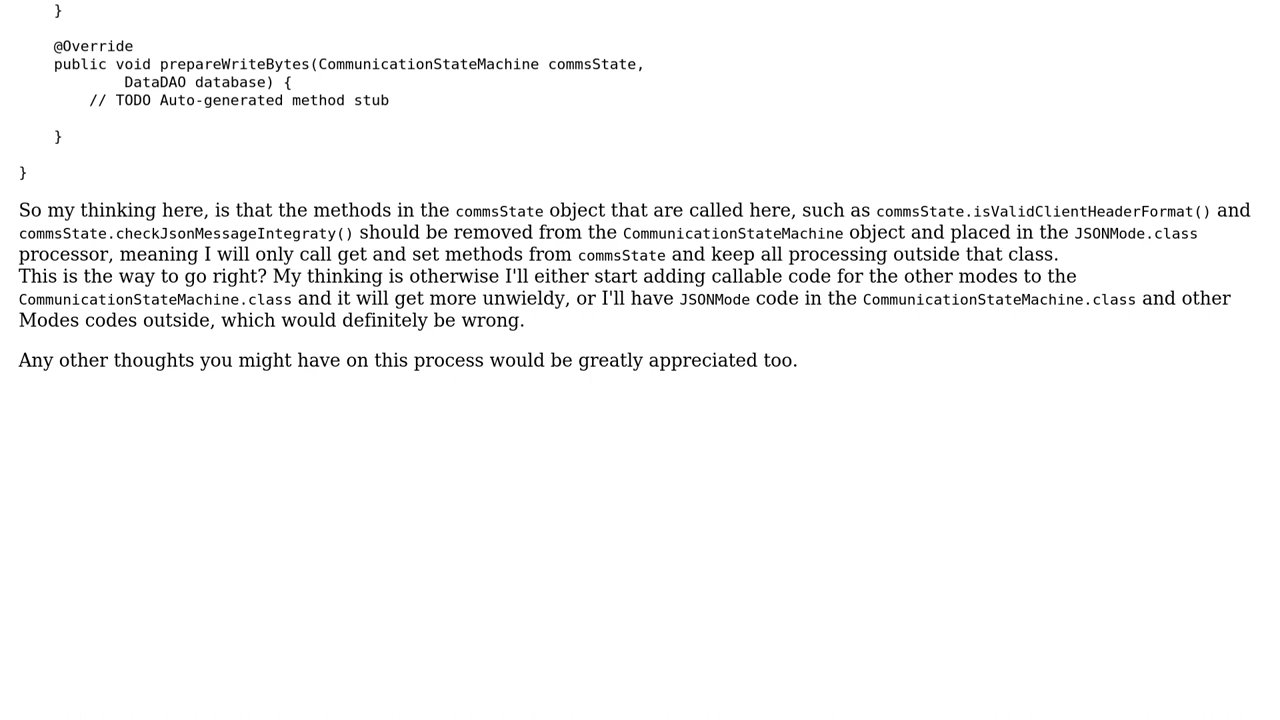 }
@Override
public void prepareWriteBytes(CommunicationStateMachine commsState,
DataDAO database) {
// TODO Auto-generated method stub
}
}
So my thinking here, is that the methods in the commsState object that are called here, such as commsState.isValidClientHeaderFormat() and
commsState.checkJsonMessageIntegraty() should be removed from the CommunicationStateMachine object and placed in the JSONMode.class
processor, meaning I will only call get and set methods from commsState and keep all processing outside that class.
This is the way to go right? My thinking is otherwise I'll either start adding callable code for the other modes to the
CommunicationStateMachine.class and it will get more unwieldy, or I'll have JSONMode code in the CommunicationStateMachine.class and other
Modes codes outside, which would definitely be wrong.
Any other thoughts you might have on this process would be greatly appreciated too.